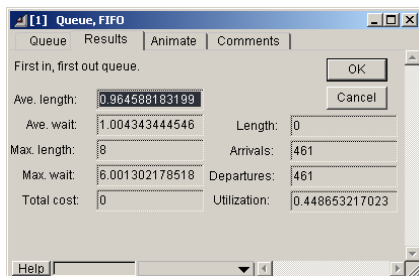 [1] Queue, FIFO
Queue Results Animate Comments
First in, first out queue.
OK
Cancel
Ave. length: 0.964588183199
Ave. wait: 1.004343444546 Length: 0
Max. length: 8 Arrivals: 461
Max. wait: 6.001302178518 Departures: 461
Total cost: 0 Utilization: 0.448653217023
Help